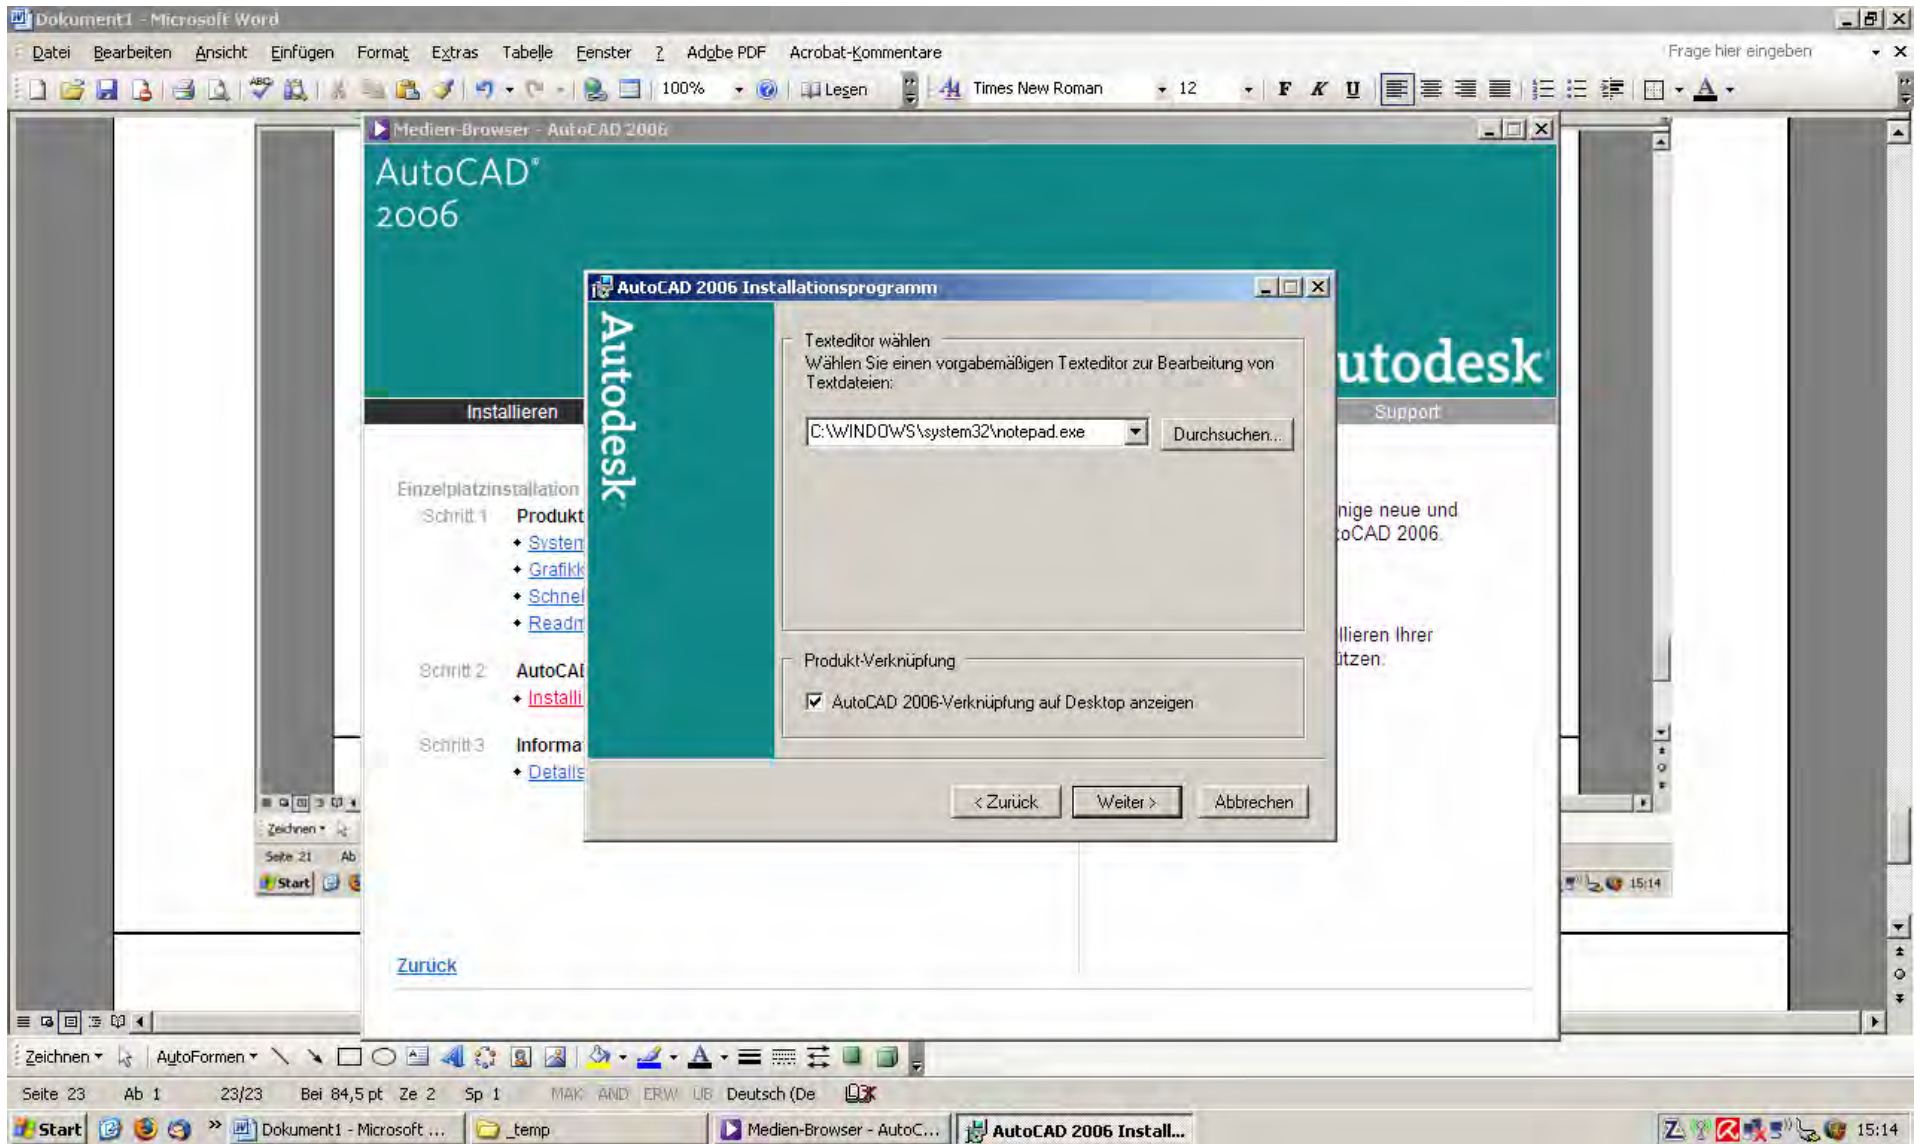 Dokument1 - Microsoft Word
Datei Bearbeiten Ansicht Einfügen Format Extras Tabelle Fenster ? Adobe PDF Acrobat-Kommentare Frage hier eingeben
100% Lesen Times New Roman 12 F K U A
Medien-Browser - AutoCAD 2006
AutoCAD®
2006
AutoCAD 2006 Installationsprogramm
Autodesk
Texteditor wählen
Wählen Sie einen vorgabemäßigen Texteditor zur Bearbeitung von
Textdateien:
utodesk
Installieren
Support
C:\WINDOWS\system32\notepad.exe
Durchsuchen...
Einzelplatzinstallation
Schritt 1 Produkt
System
Grafikk
Schnel
Readm
nige neue und
toCAD 2006.
llieren Ihrer
ützen.
Produkt-Verknüpfung
AutoCAD 2006-Verknüpfung auf Desktop anzeigen
Schritt 2 AutoCAD
Installi
Schritt 3 Informa
Details
< Zurück Weiter > Abbrechen
Zeichnen
Seite 21 Ab
Start 15:14
Zurück
Zeichnen AutoFormen
Seite 23 Ab 1 23/23 Bei 84,5 pt Ze 2 Sp 1 MAK ÄND ERW ÜB Deutsch (De
Start » Dokument1 - Microsoft ... _temp Medien-Browser - AutoC... AutoCAD 2006 Install... 15:14